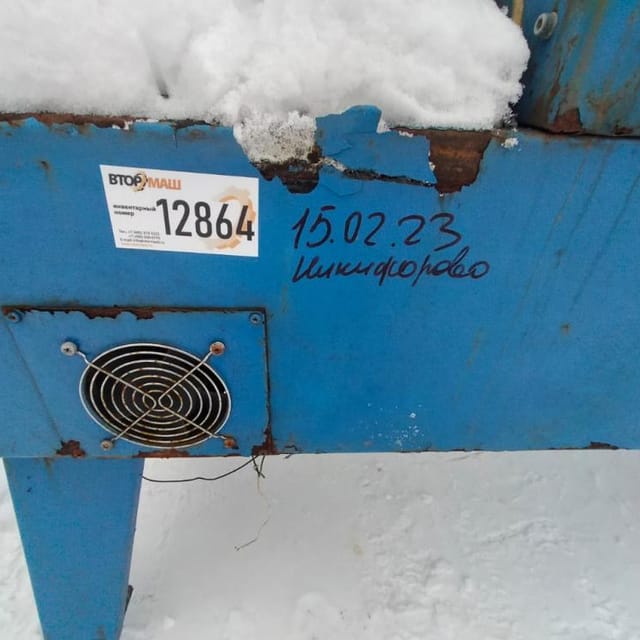 ВТОРМАШ
инвентарный
номер
12864
15.02.23
Никифорово